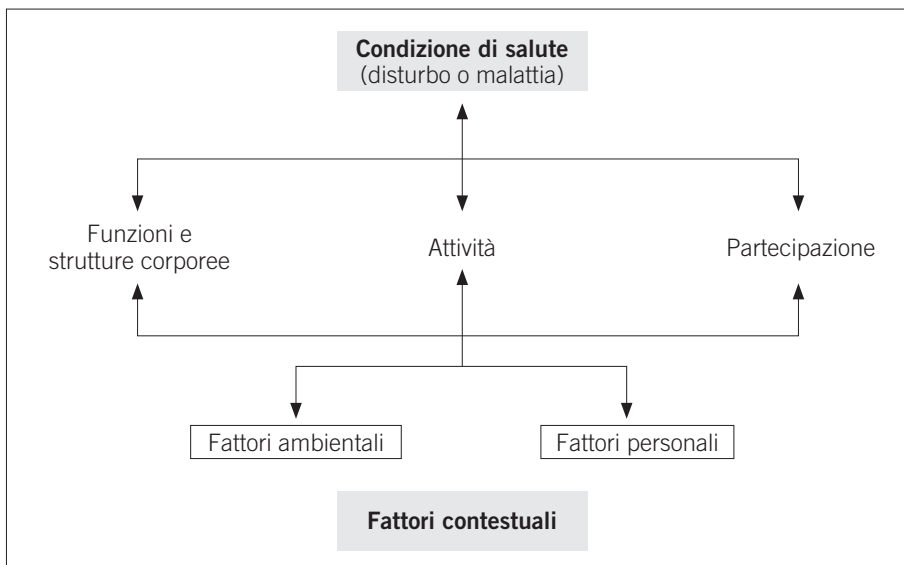 Condizione di salute
(disturbo o malattia)
Funzioni e
strutture corporee
Attività
Partecipazione
Fattori ambientali
Fattori personali
Fattori contestuali